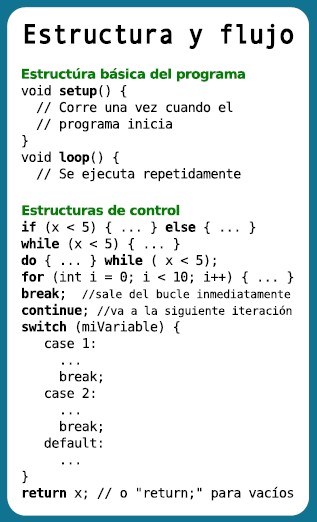 Estructura y flujo
Estructúra básica del programa
void setup() {
// Corre una vez cuando el
// programa inicia
}
void loop() {
// Se ejecuta repetidamente
Estructuras de control
if (x < 5) { ... } else { ... }
while (x < 5) { ... }
do { ... } while ( x < 5);
for (int i = 0; i < 10; i++) { ... }
break; //sale del bucle inmediatamente
continue; //va a la siguiente iteración
switch (miVariable) {
case 1:
...
break;
case 2:
...
break;
default:
...
}
return x; // o "return;" para vacíos